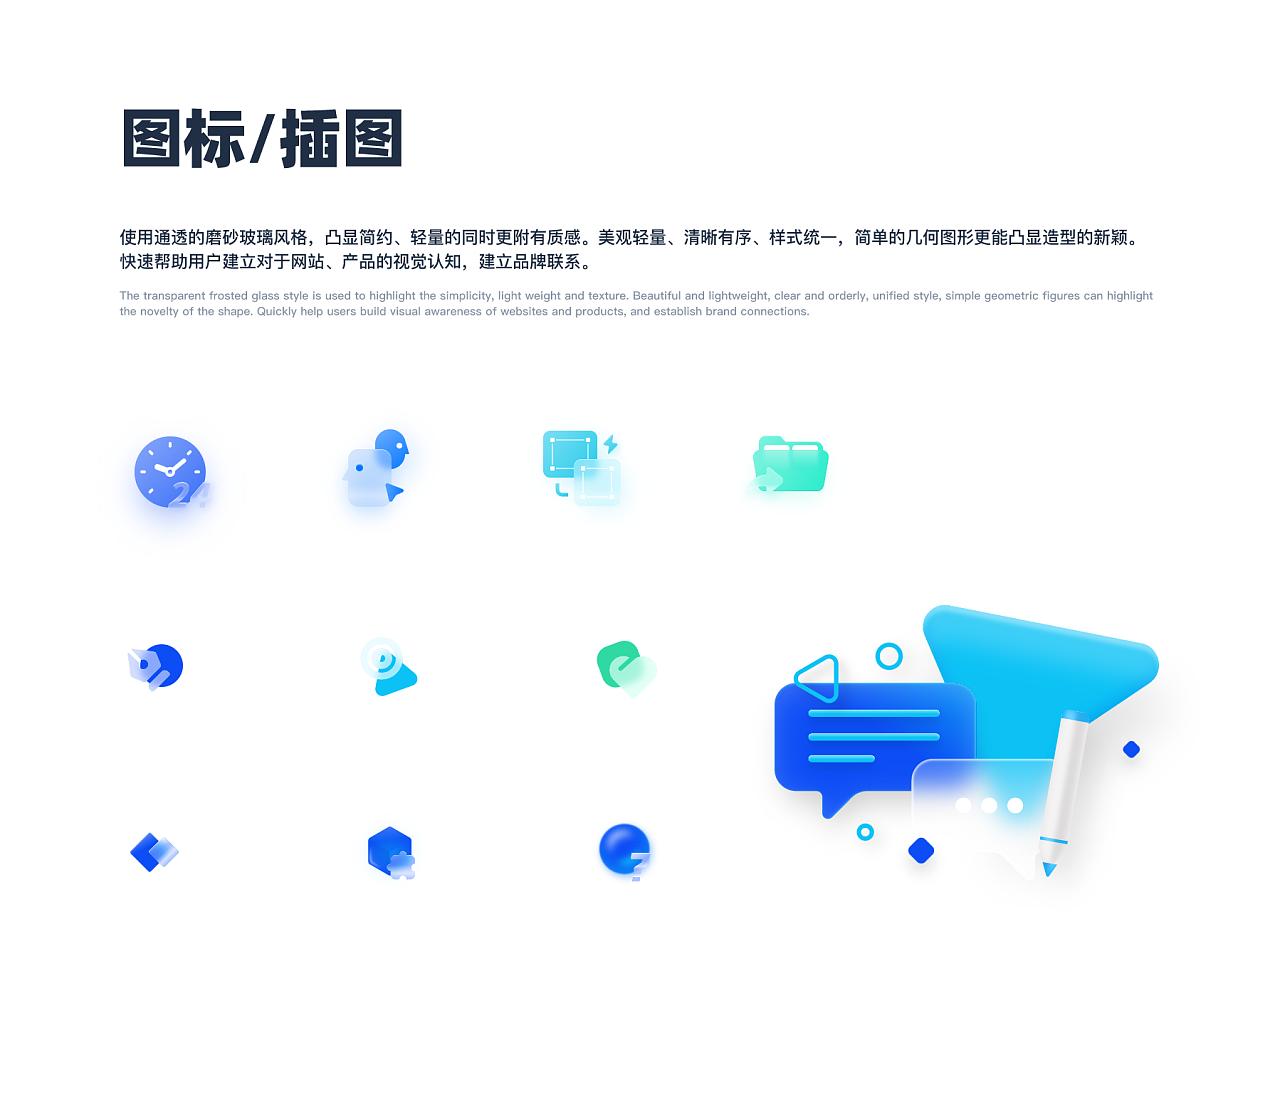 图标/插图
使用通透的磨砂玻璃风格，凸显简约、轻量的同时更附有质感。美观轻量、清晰有序、样式统一，简单的几何图形更能凸显造型的新颖。
快速帮助用户建立对于网站、产品的视觉认知，建立品牌联系。
The transparent frosted glass style is used to highlight the simplicity, light weight and texture. Beautiful and lightweight, clear and orderly, unified style, simple geometric figures can highlight
the novelty of the shape. Quickly help users build visual awareness of websites and products, and establish brand connections.
24
?